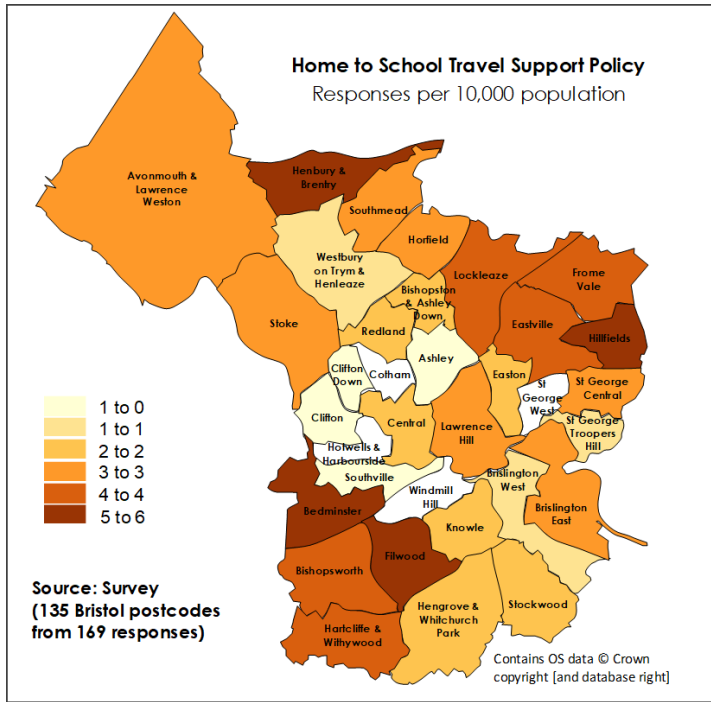 Home to School Travel Support Policy
Responses per 10,000 population
Avonmouth &
Lawrence
Weston
Henbury &
Brentry
Southmead
Horfield
Westbury
on Trym &
Henleaze
Lockleaze
Frome
Vale
Bishopston
& Ashley
Down
Stoke
Redland
Eastville
Hillfields
Ashley
Clifton
Down
Cotham
Easton
St
George
West
St George
Central
Clifton
Central
Lawrence
Hill
St George
Troopers
Hill
Hotwells &
Harbourside
Southville
Brislington
West
Windmill
Hill
Bedminster
Brislington
East
Knowle
Filwood
Bishopsworth
Hengrove &
Whitchurch
Park
Stockwood
Hartcliffe &
Withywood
1 to 0
1 to 1
2 to 2
3 to 3
4 to 4
5 to 6
Source: Survey
(135 Bristol postcodes
from 169 responses)
Contains OS data © Crown
copyright [and database right]